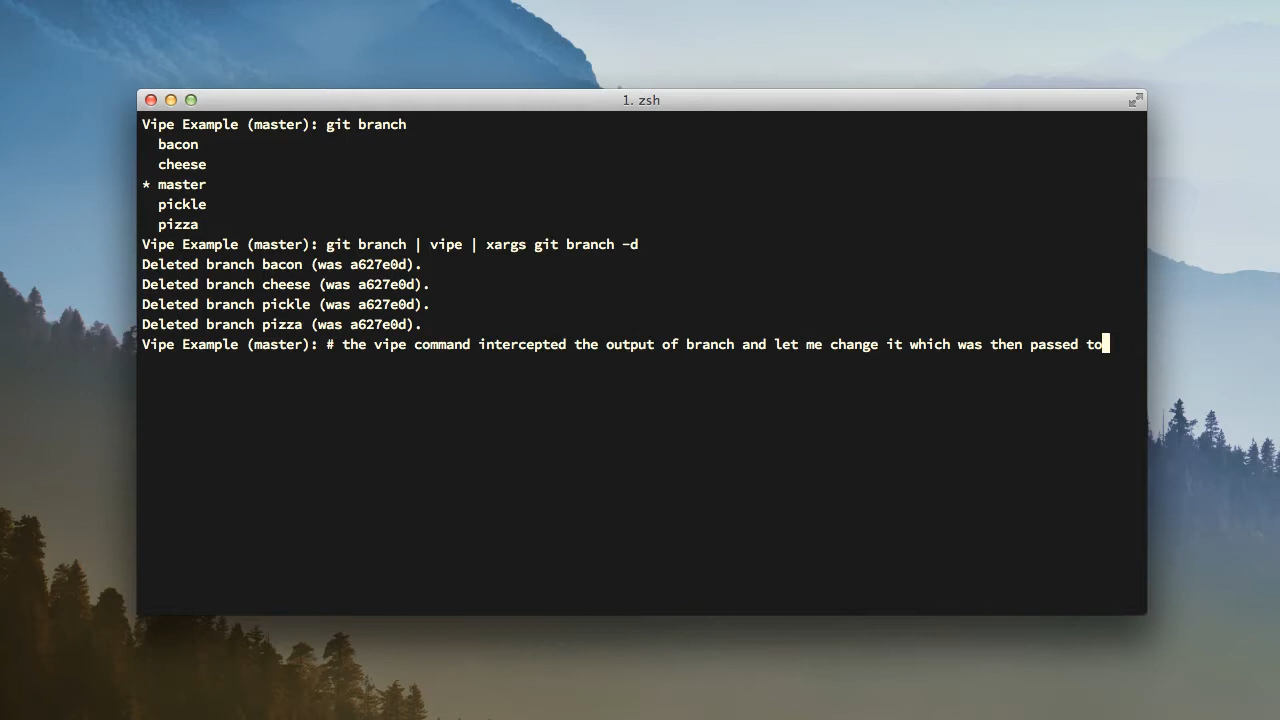 1. zsh
Vipe Example (master): git branch
  bacon
  cheese
* master
  pickle
  pizza
Vipe Example (master): git branch | vipe | xargs git branch -d
Deleted branch bacon (was a627e0d).
Deleted branch cheese (was a627e0d).
Deleted branch pickle (was a627e0d).
Deleted branch pizza (was a627e0d).
Vipe Example (master): # the vipe command intercepted the output of branch and let me change it which was then passed to